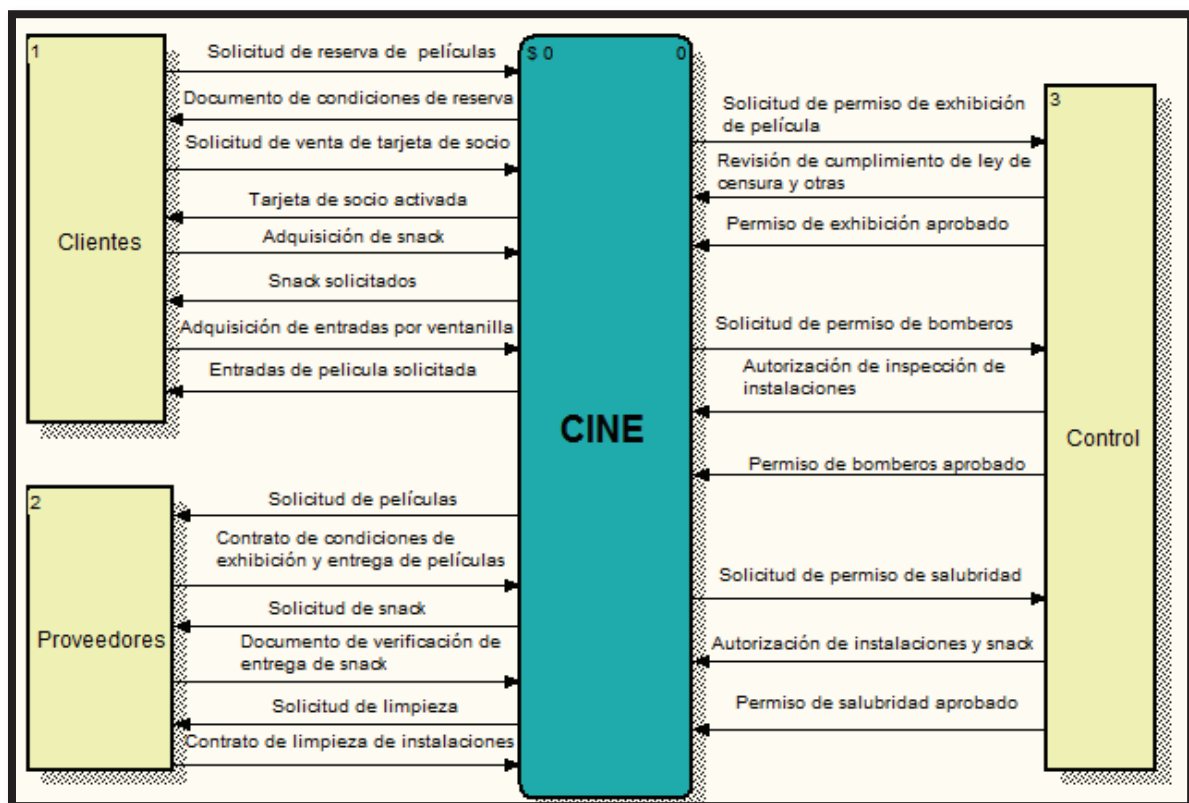 1
Solicitud de reserva de películas
Documento de condiciones de reserva
Solicitud de venta de tarjeta de socio
Tarjeta de socio activada
Clientes
Adquisición de snack
Snack solicitados
Adquisición de entradas por ventanilla
Entradas de pelicula solicitada
2
Solicitud de películas
Contrato de condiciones de
exhibición y entrega de películas
Solicitud de snack
Proveedores
Documento de verificación de
entrega de snack
Solicitud de limpieza
Contrato de limpieza de instalaciones
S 0
0
CINE
Solicitud de permiso de exhibición
de película
Revisión de cumplimiento de ley de
censura y otras
Permiso de exhibición aprobado
Solicitud de permiso de bomberos
Autorización de inspección de
instalaciones
Permiso de bomberos aprobado
Solicitud de permiso de salubridad
Autorización de instalaciones y snack
Permiso de salubridad aprobado
3
Control